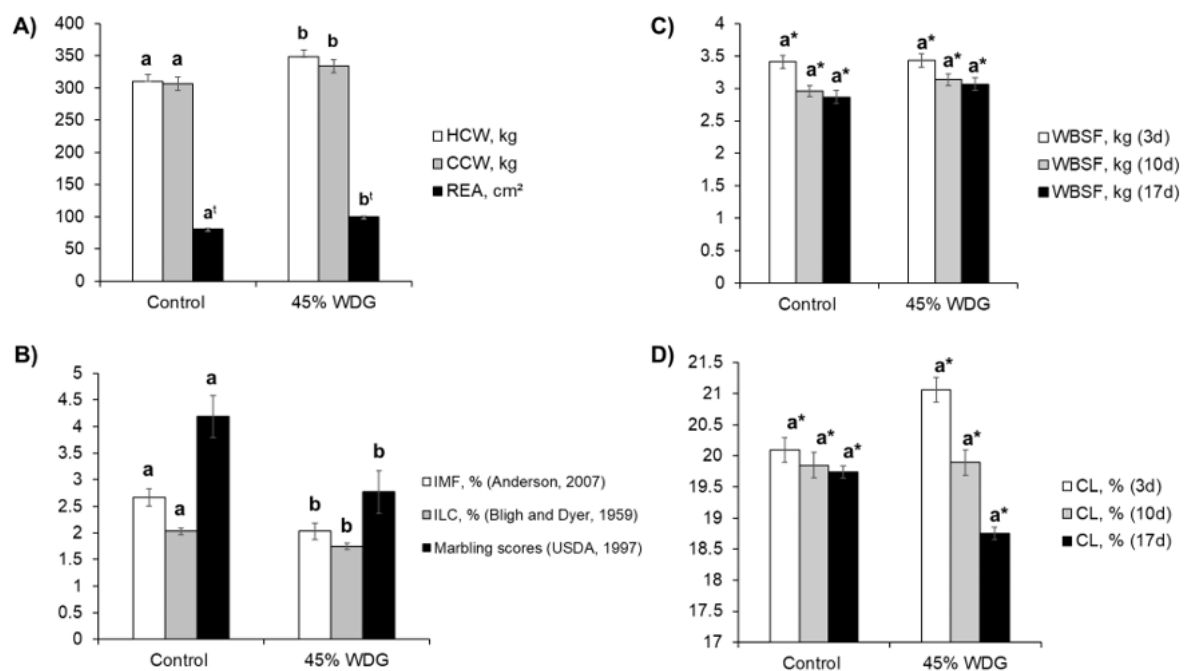 A)
400
350
300
250
200
150
100
50
0
a a aᵗ
b b bᵗ
Control 45% WDG
HCW, kg
CCW, kg
REA, cm²
B)
5
4.5
4
3.5
3
2.5
2
1.5
1
0.5
0
a a a
b b b
Control 45% WDG
IMF, % (Anderson, 2007)
ILC, % (Bligh and Dyer, 1959)
Marbling scores (USDA, 1997)
C)
4
3.5
3
2.5
2
1.5
1
0.5
0
a* a* a*
a* a* a*
Control 45% WDG
WBSF, kg (3d)
WBSF, kg (10d)
WBSF, kg (17d)
D)
21.5
21
20.5
20
19.5
19
18.5
18
17.5
17
a* a* a*
a* a* a*
Control 45% WDG
CL, % (3d)
CL, % (10d)
CL, % (17d)